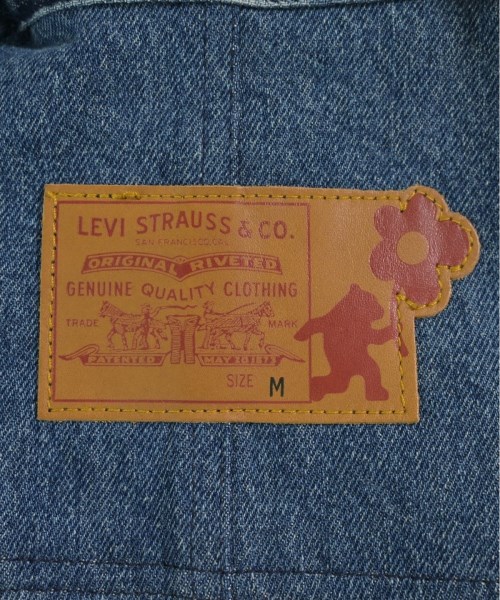 LEVI STRAUSS & CO.
SAN FRANCISCO, CAL.
ORIGINAL RIVETED
GENUINE QUALITY CLOTHING
TRADE MARK
PATENTED MAY 20 1873
SIZE M